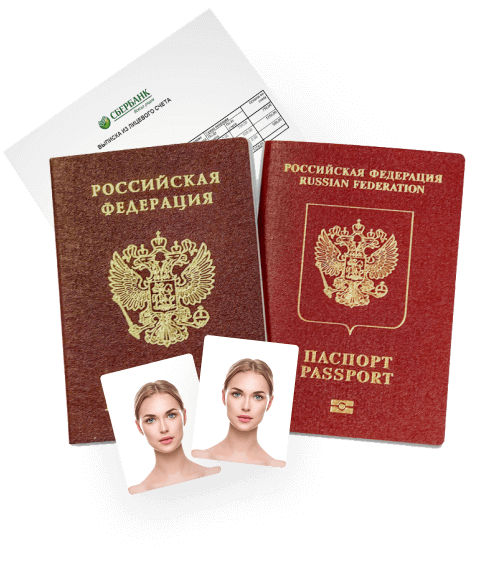 СБЕРБАНК
ВЫПИСКА ИЗ ЛИЦЕВОГО СЧЕТА
РОССИЙСКАЯ
ФЕДЕРАЦИЯ
РОССИЙСКАЯ ФЕДЕРАЦИЯ
RUSSIAN FEDERATION
ПАСПОРТ
PASSPORT